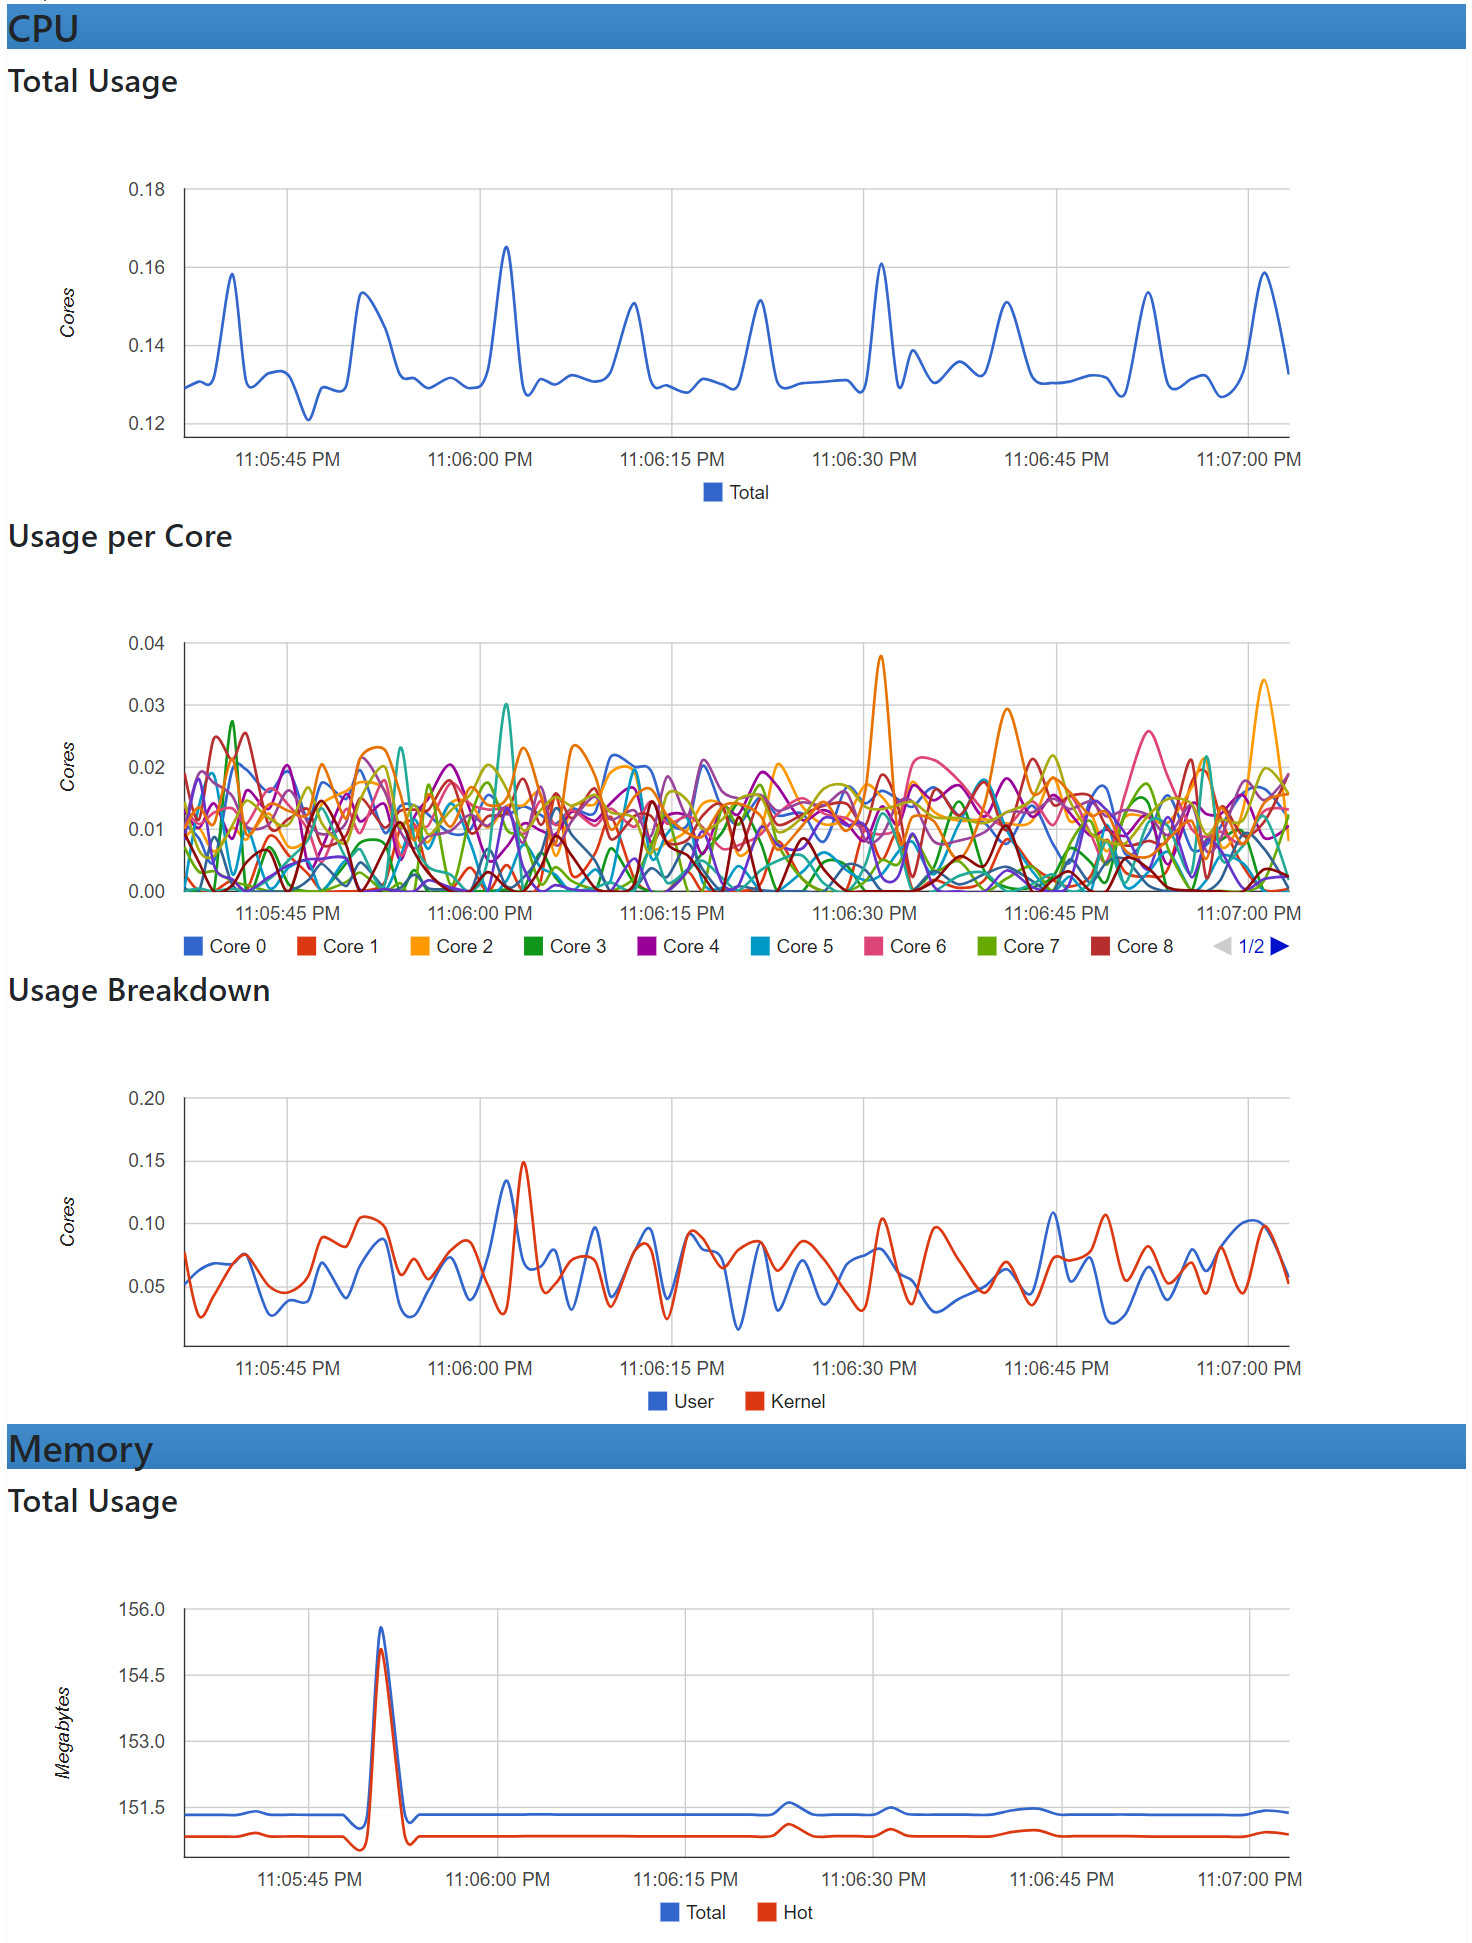 CPU
Total Usage
0.18
0.16
0.14
0.12
Cores
11:05:45 PM 11:06:00 PM 11:06:15 PM 11:06:30 PM 11:06:45 PM 11:07:00 PM
Total
Usage per Core
0.04
0.03
0.02
0.01
0.00
Cores
11:05:45 PM 11:06:00 PM 11:06:15 PM 11:06:30 PM 11:06:45 PM 11:07:00 PM
Core 0 Core 1 Core 2 Core 3 Core 4 Core 5 Core 6 Core 7 Core 8 1/2
Usage Breakdown
0.20
0.15
0.10
0.05
Cores
11:05:45 PM 11:06:00 PM 11:06:15 PM 11:06:30 PM 11:06:45 PM 11:07:00 PM
User Kernel
Memory
Total Usage
156.0
154.5
153.0
151.5
Megabytes
11:05:45 PM 11:06:00 PM 11:06:15 PM 11:06:30 PM 11:06:45 PM 11:07:00 PM
Total Hot